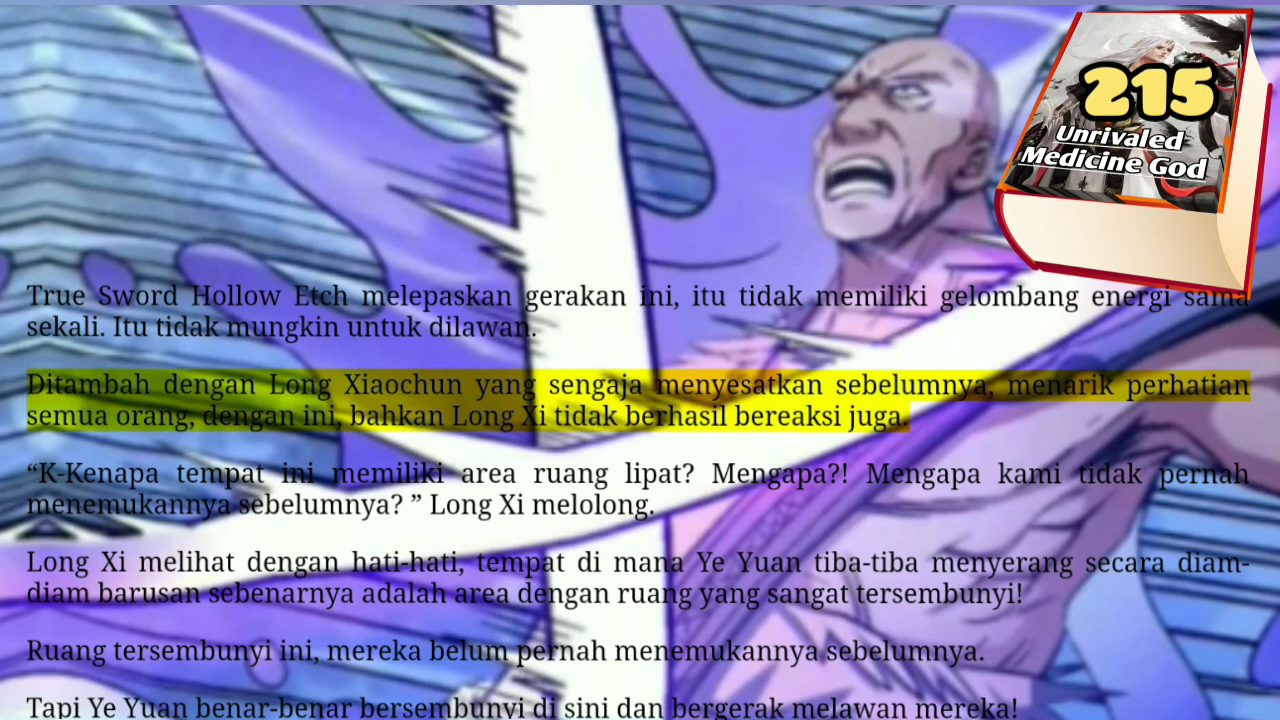 215
Unrivaled
Medicine God
True Sword Hollow Etch melepaskan gerakan ini, itu tidak memiliki gelombang energi sama
sekali. Itu tidak mungkin untuk dilawan.
Ditambah dengan Long Xiaochun yang sengaja menyesatkan sebelumnya, menarik perhatian
semua orang, dengan ini, bahkan Long Xi tidak berhasil bereaksi juga.
“K-Kenapa tempat ini memiliki area ruang lipat? Mengapa?! Mengapa kami tidak pernah
menemukannya sebelumnya? ” Long Xi melolong.
Long Xi melihat dengan hati-hati, tempat di mana Ye Yuan tiba-tiba menyerang secara diam-
diam barusan sebenarnya adalah area dengan ruang yang sangat tersembunyi!
Ruang tersembunyi ini, mereka belum pernah menemukannya sebelumnya.
Tapi Ye Yuan benar-benar bersembunyi di sini dan bergerak melawan mereka!